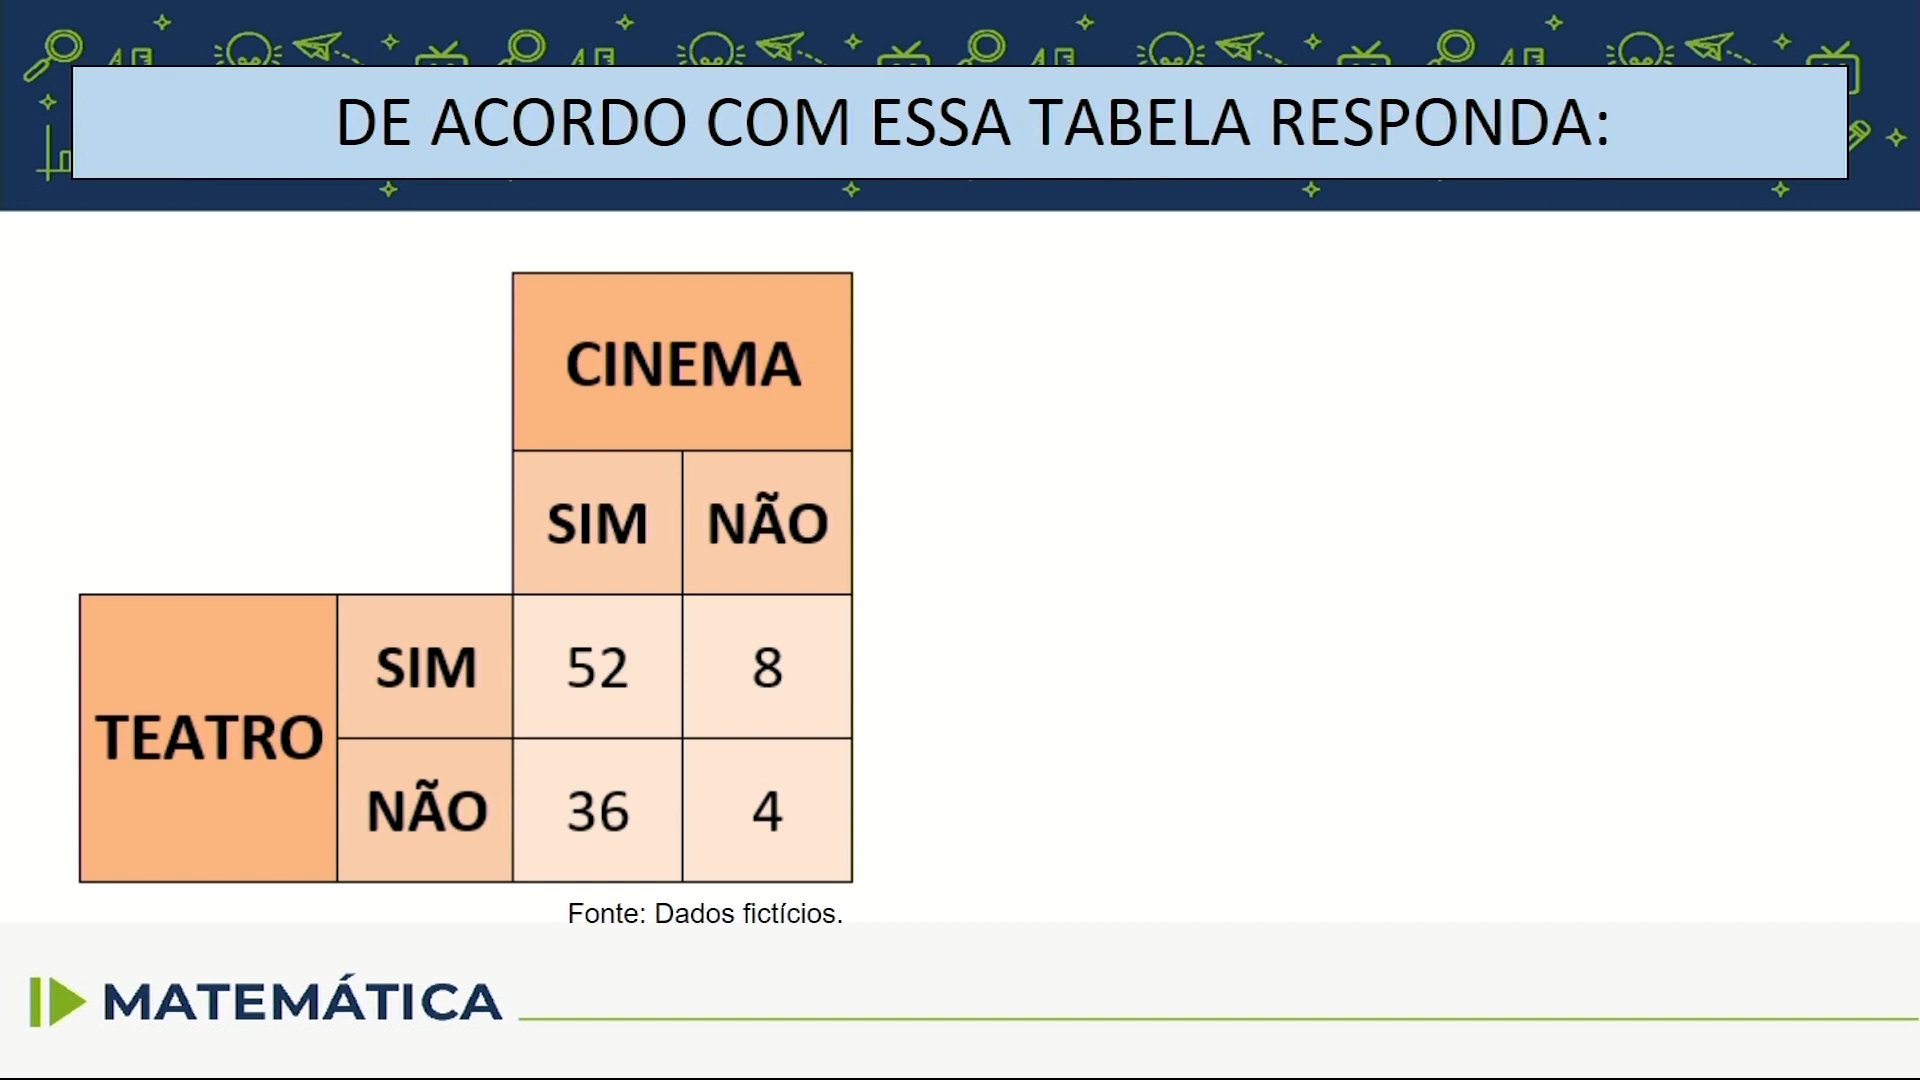 DE ACORDO COM ESSA TABELA RESPONDA:
CINEMA
SIM NÃO
TEATRO
SIM 52 8
NÃO 36 4
Fonte: Dados fictícios.
MATEMÁTICA